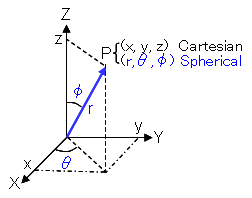 Z
z
P { (x, y, z) Cartesian
(r, θ, ϕ) Spherical
ϕ
r
y
Y
x
θ
X